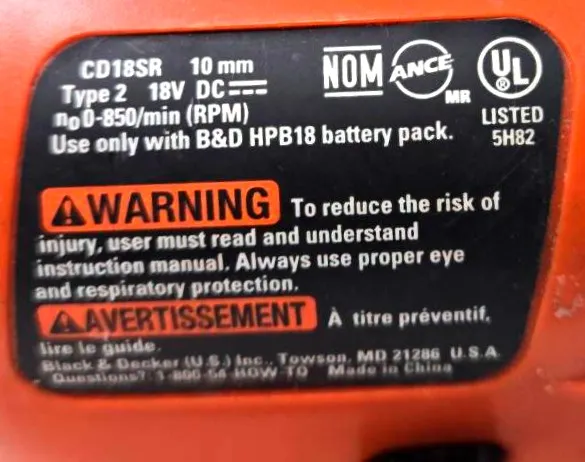 CD18SR 10 mm
NOM ANCE MR UL ®
Type 2 18V DC
n₀0-850/min (RPM)
LISTED
Use only with B&D HPB18 battery pack.
5H82
WARNING To reduce the risk of
injury, user must read and understand
instruction manual. Always use proper eye
and respiratory protection.
AVERTISSEMENT À titre préventif,
lire le guide.
Black & Decker (U.S.) Inc., Towson, MD 21286 U.S.A.
Questions? 1-800-54-HOW-TO Made in China